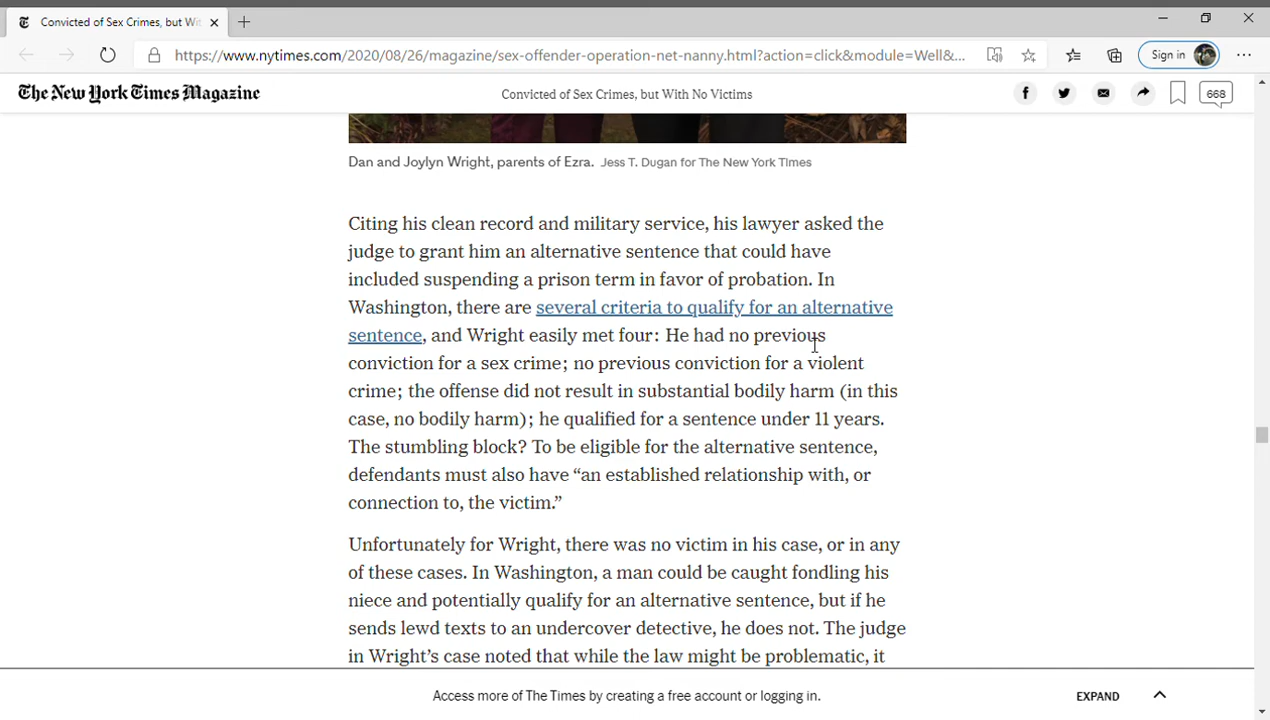 Convicted of Sex Crimes, but Wit
https://www.nytimes.com/2020/08/26/magazine/sex-offender-operation-net-nanny.html?action=click&module=Well&...
Sign in
The New York Times Magazine
Convicted of Sex Crimes, but With No Victims
668
Dan and Joylyn Wright, parents of Ezra. Jess T. Dugan for The New York Times
Citing his clean record and military service, his lawyer asked the
judge to grant him an alternative sentence that could have
included suspending a prison term in favor of probation. In
Washington, there are several criteria to qualify for an alternative
sentence, and Wright easily met four: He had no previous
conviction for a sex crime; no previous conviction for a violent
crime; the offense did not result in substantial bodily harm (in this
case, no bodily harm); he qualified for a sentence under 11 years.
The stumbling block? To be eligible for the alternative sentence,
defendants must also have “an established relationship with, or
connection to, the victim.”
Unfortunately for Wright, there was no victim in his case, or in any
of these cases. In Washington, a man could be caught fondling his
niece and potentially qualify for an alternative sentence, but if he
sends lewd texts to an undercover detective, he does not. The judge
in Wright’s case noted that while the law might be problematic, it
Access more of The Times by creating a free account or logging in.
EXPAND